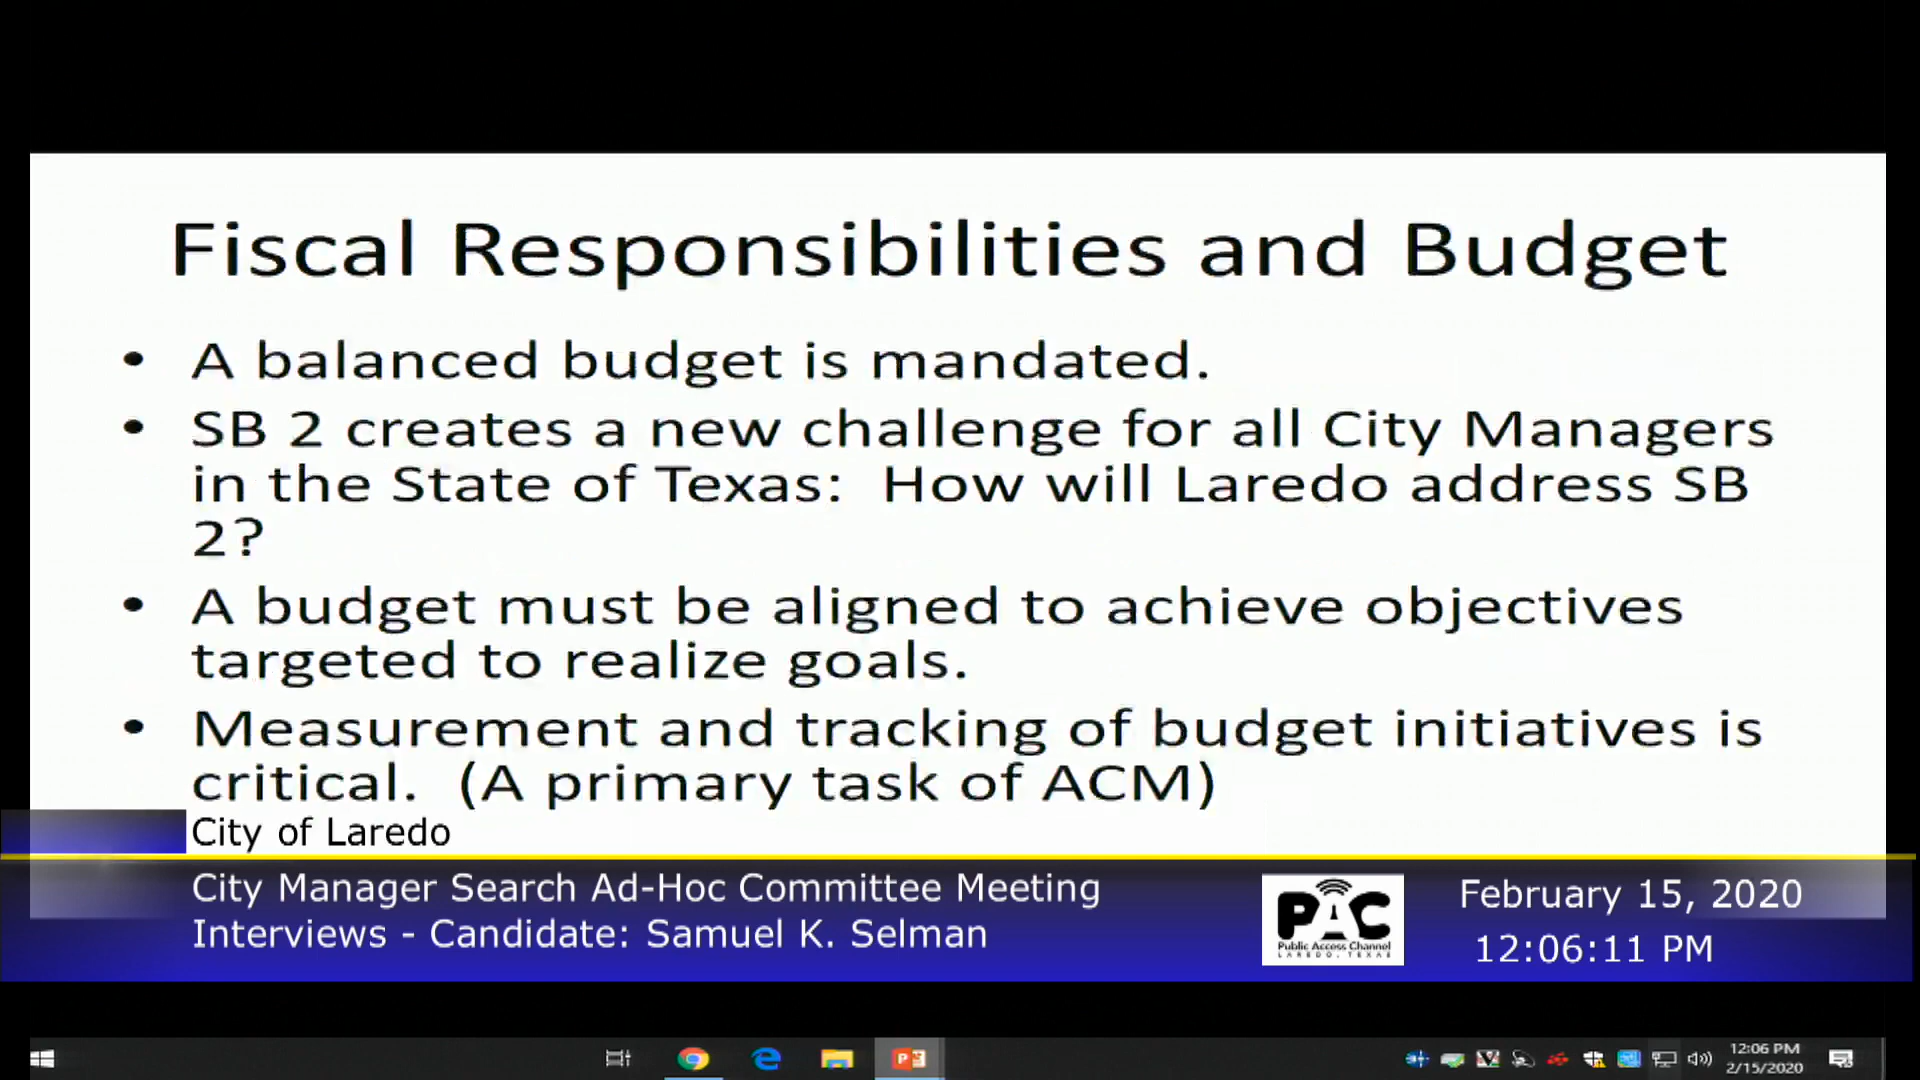 Fiscal Responsibilities and Budget
• A balanced budget is mandated.
• SB 2 creates a new challenge for all City Managers
in the State of Texas:  How will Laredo address SB
2?
• A budget must be aligned to achieve objectives
targeted to realize goals.
• Measurement and tracking of budget initiatives is
critical.  (A primary task of ACM)
City of Laredo
City Manager Search Ad-Hoc Committee Meeting
Interviews - Candidate: Samuel K. Selman
PAC
Public Access Channel
LAREDO, TEXAS
February 15, 2020
12:06:11 PM
12:06 PM
2/15/2020